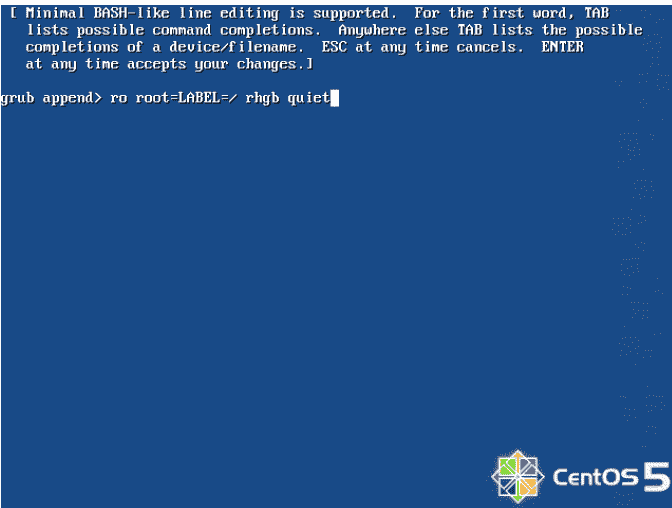 [ Minimal BASH-like line editing is supported.  For the first word, TAB
lists possible command completions.  Anywhere else TAB lists the possible
completions of a device/filename.  ESC at any time cancels.  ENTER
at any time accepts your changes.]
grub append> ro root=LABEL=/ rhgb quiet
CentOS 5